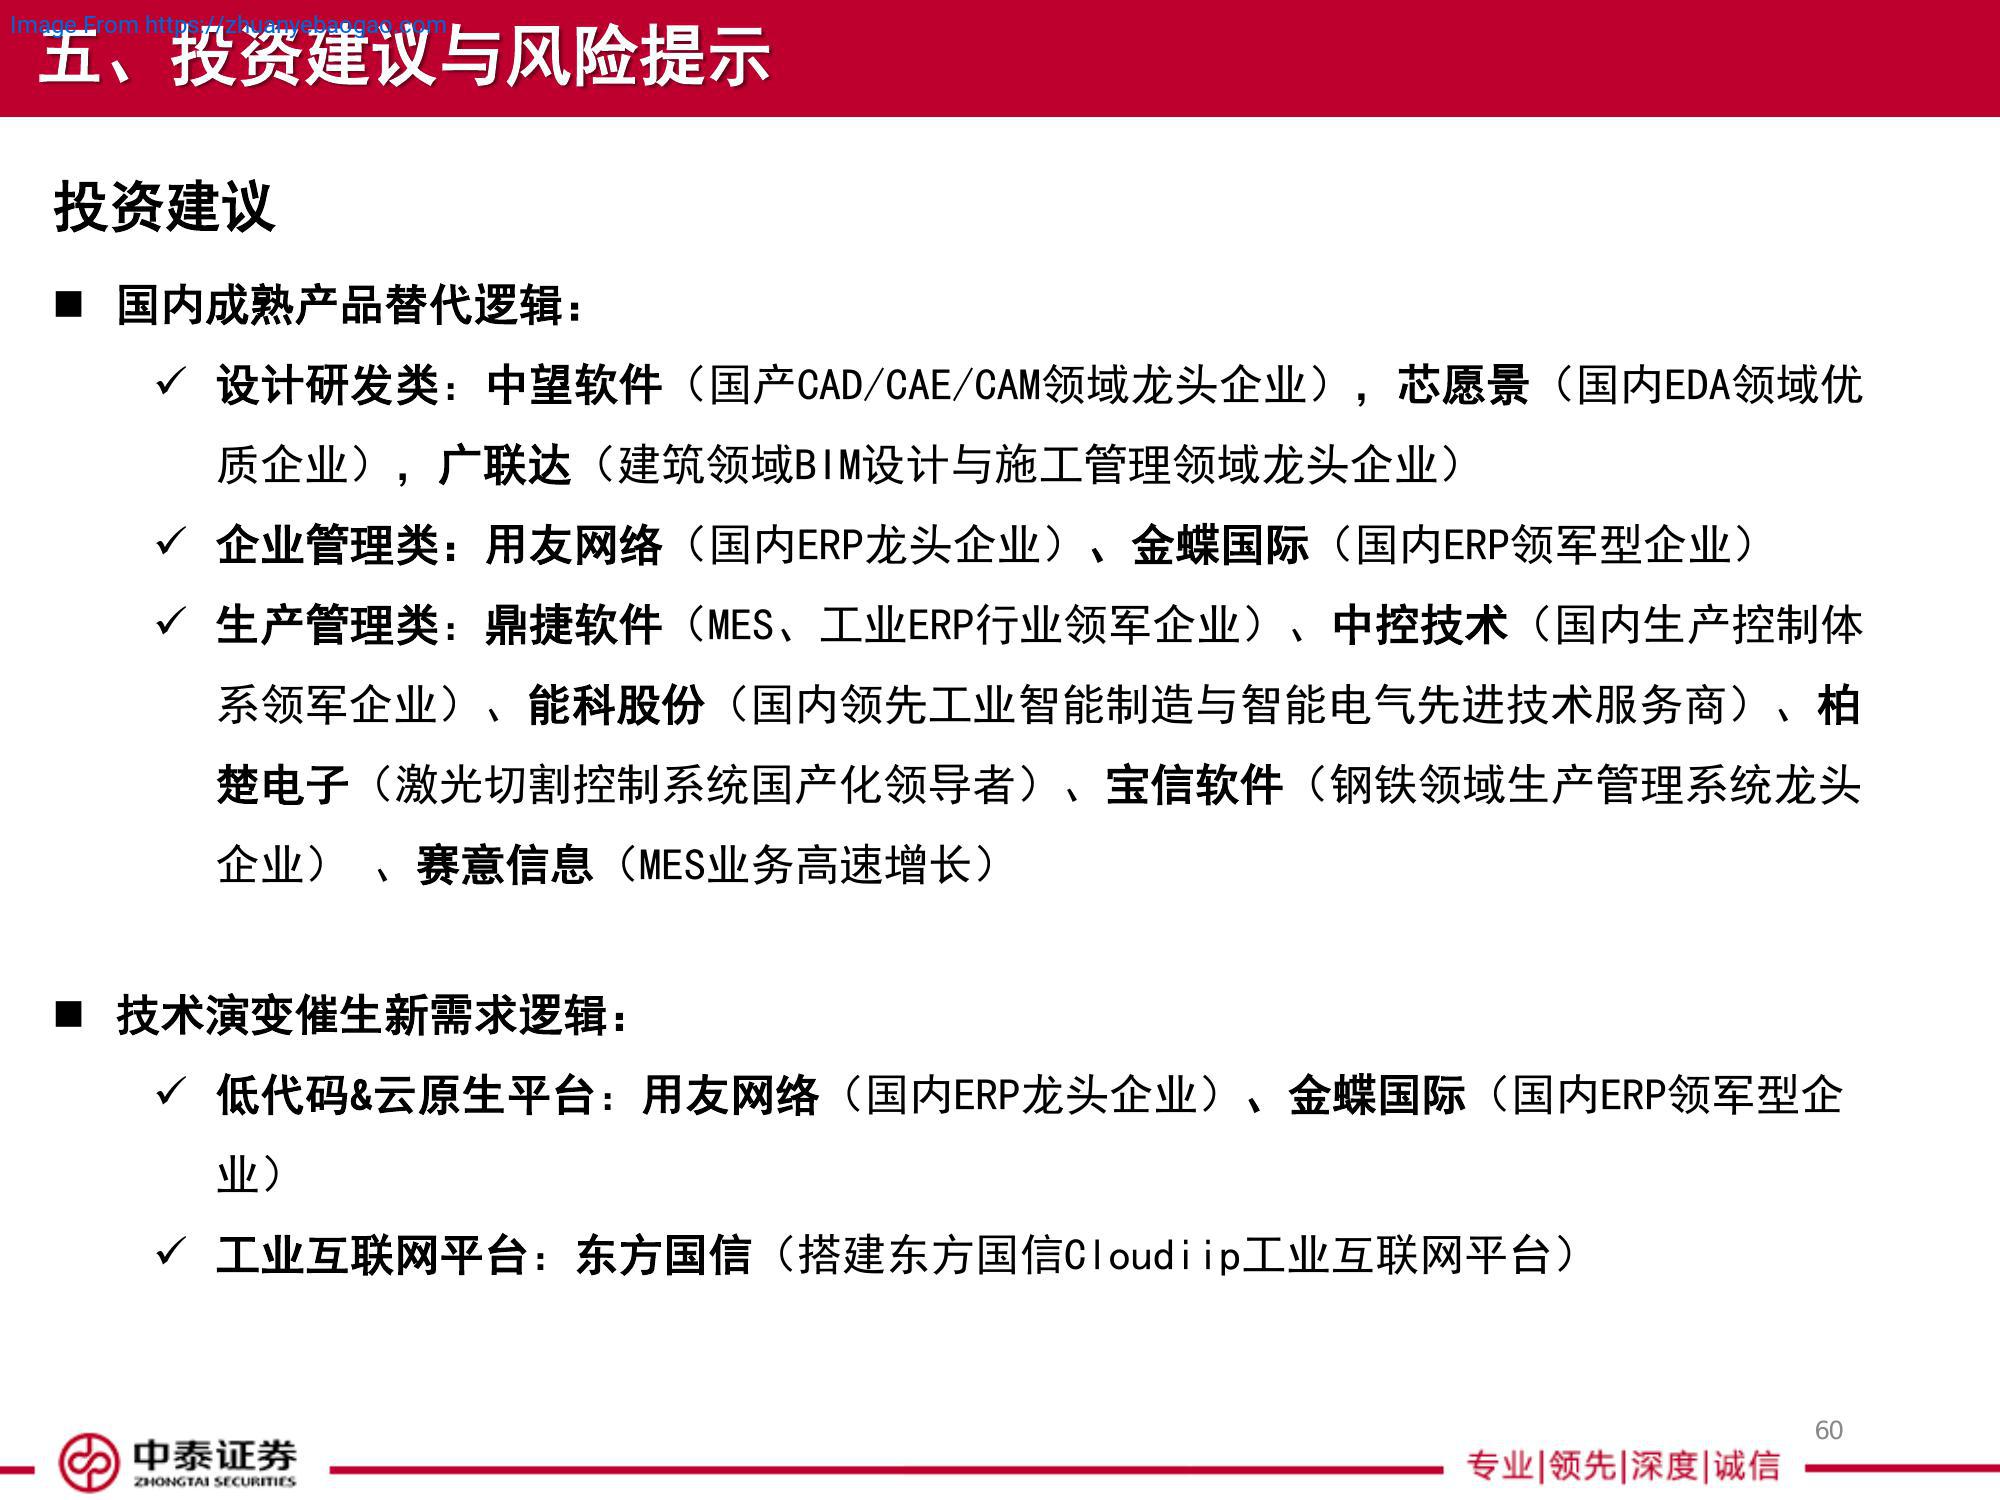 Image From https://zhuanyebaogao.com
五、投资建议与风险提示
投资建议
■ 国内成熟产品替代逻辑：
✓ 设计研发类：中望软件（国产CAD/CAE/CAM领域龙头企业），芯愿景（国内EDA领域优
质企业），广联达（建筑领域BIM设计与施工管理领域龙头企业）
✓ 企业管理类：用友网络（国内ERP龙头企业）、金蝶国际（国内ERP领军型企业）
✓ 生产管理类：鼎捷软件（MES、工业ERP行业领军企业）、中控技术（国内生产控制体
系领军企业）、能科股份（国内领先工业智能制造与智能电气先进技术服务商）、柏
楚电子（激光切割控制系统国产化领导者）、宝信软件（钢铁领域生产管理系统龙头
企业） 、赛意信息（MES业务高速增长）
■ 技术演变催生新需求逻辑：
✓ 低代码&云原生平台：用友网络（国内ERP龙头企业）、金蝶国际（国内ERP领军型企
业）
✓ 工业互联网平台：东方国信（搭建东方国信Cloudiip工业互联网平台）
60
中泰证券
ZHONGTAI SECURITIES
专业|领先|深度|诚信